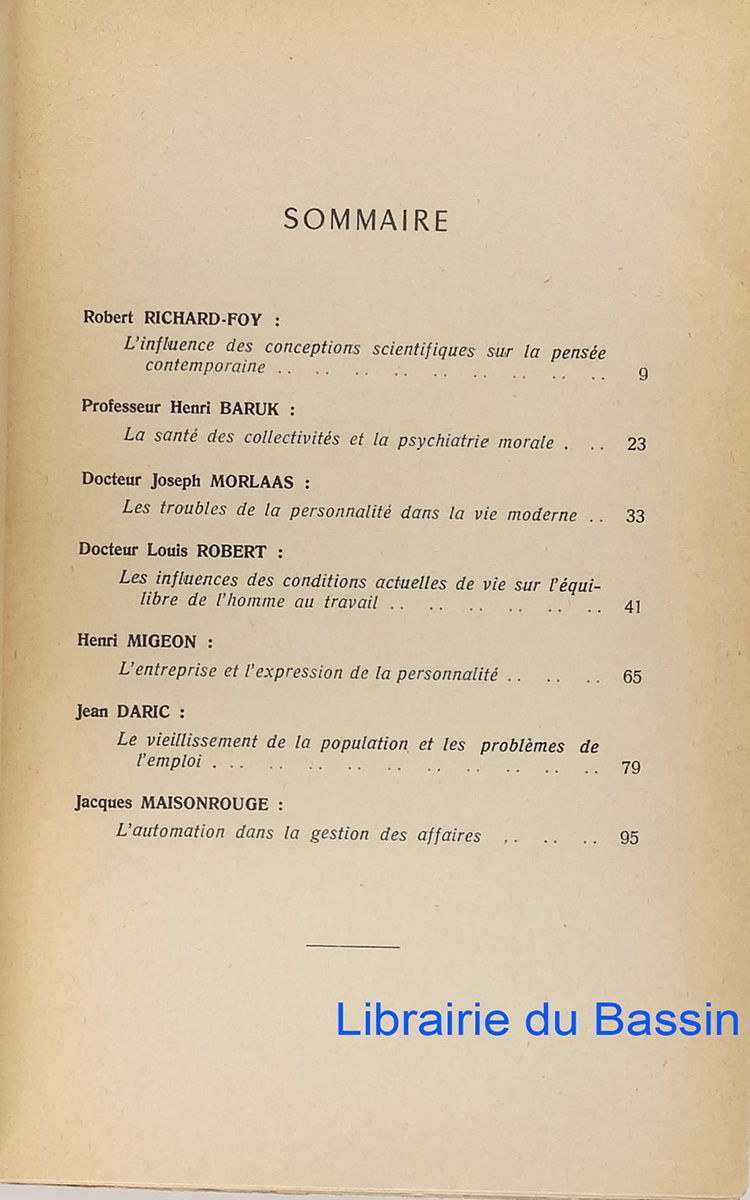 SOMMAIRE
Robert RICHARD-FOY :
L'influence des conceptions scientifiques sur la pensée
contemporaine .. .. .. .. .. .. .. .. .. 9
Professeur Henri BARUK :
La santé des collectivités et la psychiatrie morale . .. 23
Docteur Joseph MORLAAS :
Les troubles de la personnalité dans la vie moderne .. 33
Docteur Louis ROBERT :
Les influences des conditions actuelles de vie sur l'équi-
libre de l'homme au travail .. .. .. .. .. .. 41
Henri MIGEON :
L'entreprise et l'expression de la personnalité .. .. .. 65
Jean DARIC :
Le vieillissement de la population et les problèmes de
l'emploi . .. .. .. .. .. .. .. .. .. .. 79
Jacques MAISONROUGE :
L'automation dans la gestion des affaires .. .. .. 95
Librairie du Bassin